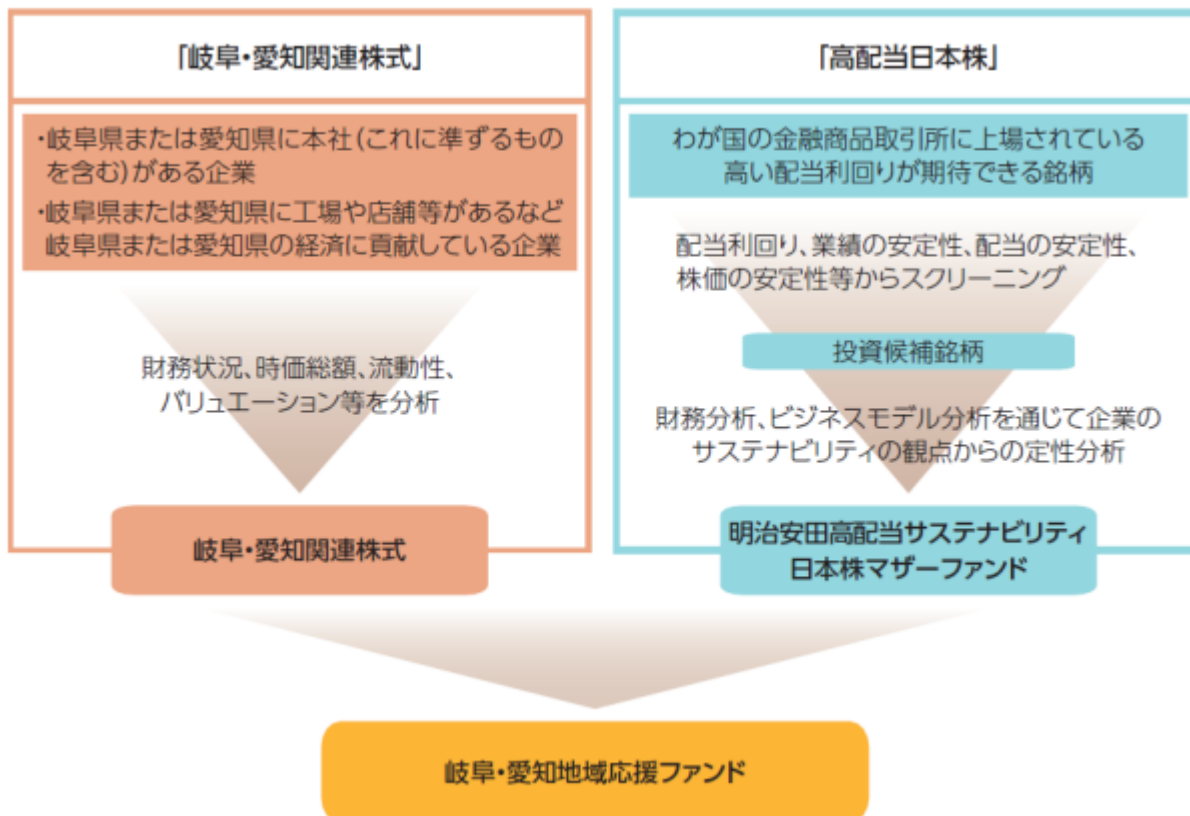 「岐阜・愛知関連株式」
・岐阜県または愛知県に本社(これに準ずるもの
を含む)がある企業
・岐阜県または愛知県に工場や店舗等があるなど
岐阜県または愛知県の経済に貢献している企業
財務状況、時価総額、流動性、
バリュエーション等を分析
岐阜・愛知関連株式
「高配当日本株」
わが国の金融商品取引所に上場されている
高い配当利回りが期待できる銘柄
配当利回り、業績の安定性、配当の安定性、
株価の安定性等からスクリーニング
投資候補銘柄
財務分析、ビジネスモデル分析を通じて企業の
サステナビリティの観点からの定性分析
明治安田高配当サステナビリティ
日本株マザーファンド
岐阜・愛知地域応援ファンド